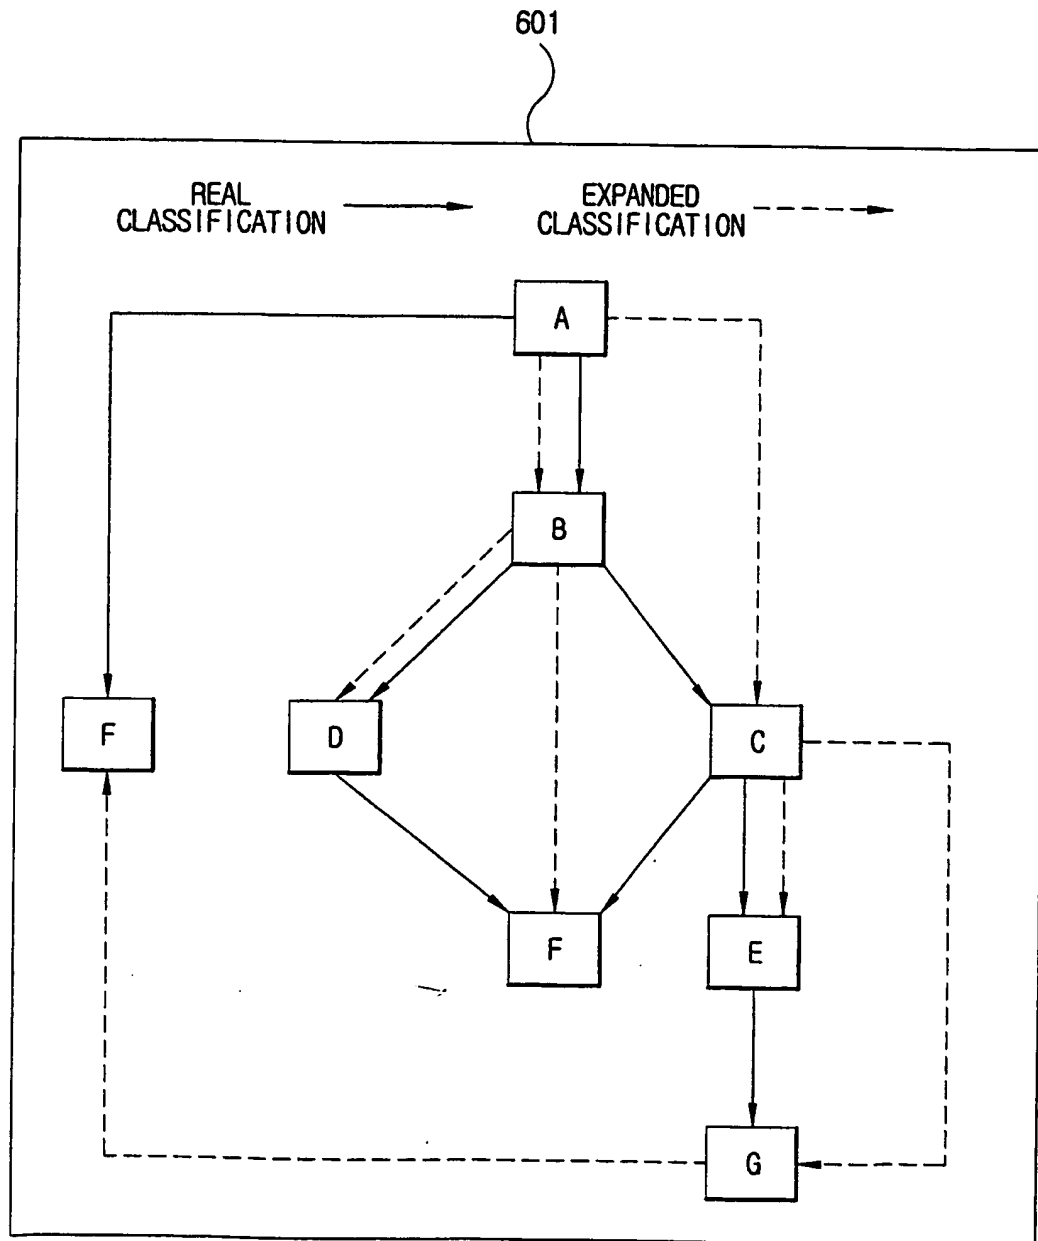 601
REAL
CLASSIFICATION
EXPANDED
CLASSIFICATION
A
B
F
D
C
F
E
G